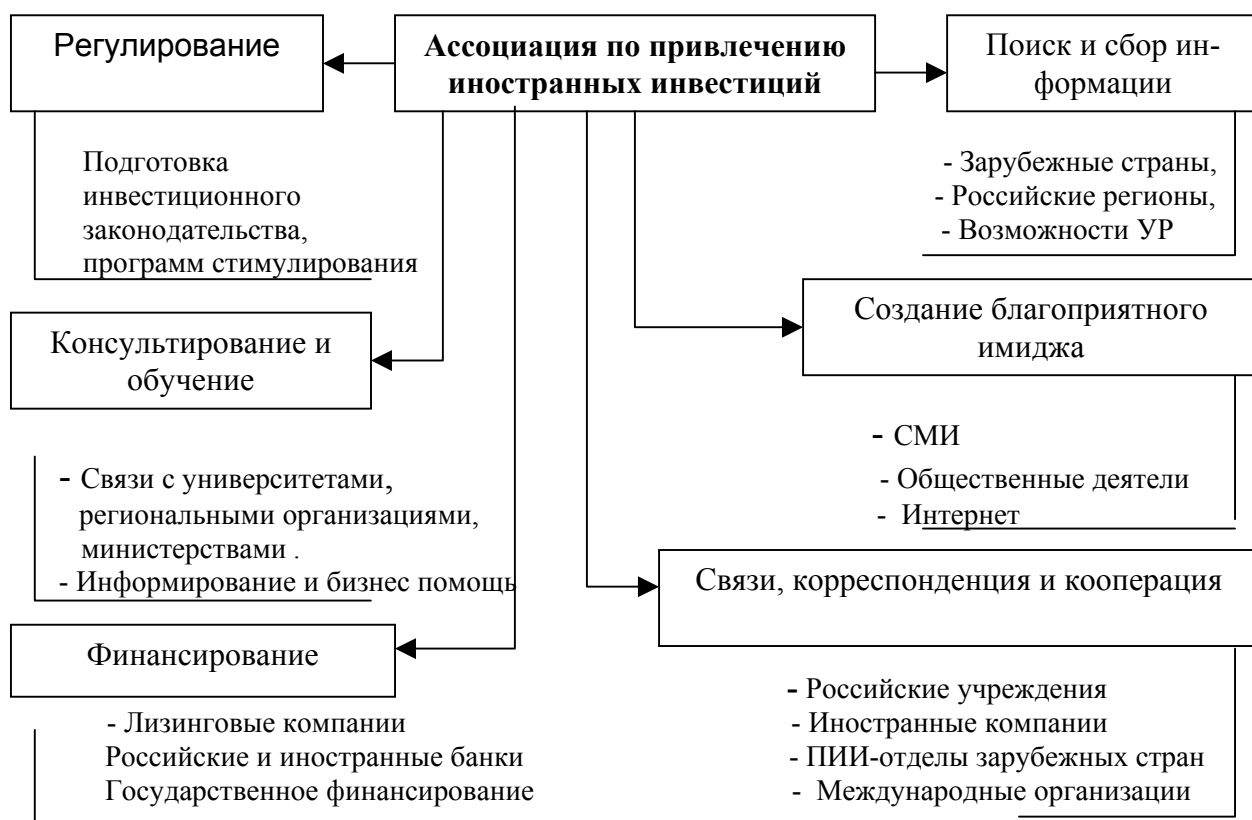 Регулирование
Подготовка
инвестиционного
законодательства,
программ стимулирования
Консультирование и
обучение
- Связи с университетами,
региональными организациями,
министерствами .
- Информирование и бизнес помощь
Финансирование
- Лизинговые компании
Российские и иностранные банки
Государственное финансирование
Ассоциация по привлечению
иностранных инвестиций
Поиск и сбор ин-
формации
- Зарубежные страны,
- Российские регионы,
- Возможности УР
Создание благоприятного
имиджа
- СМИ
- Общественные деятели
- Интернет
Связи, корреспонденция и кооперация
- Российские учреждения
- Иностранные компании
- ПИИ-отделы зарубежных стран
- Международные организации